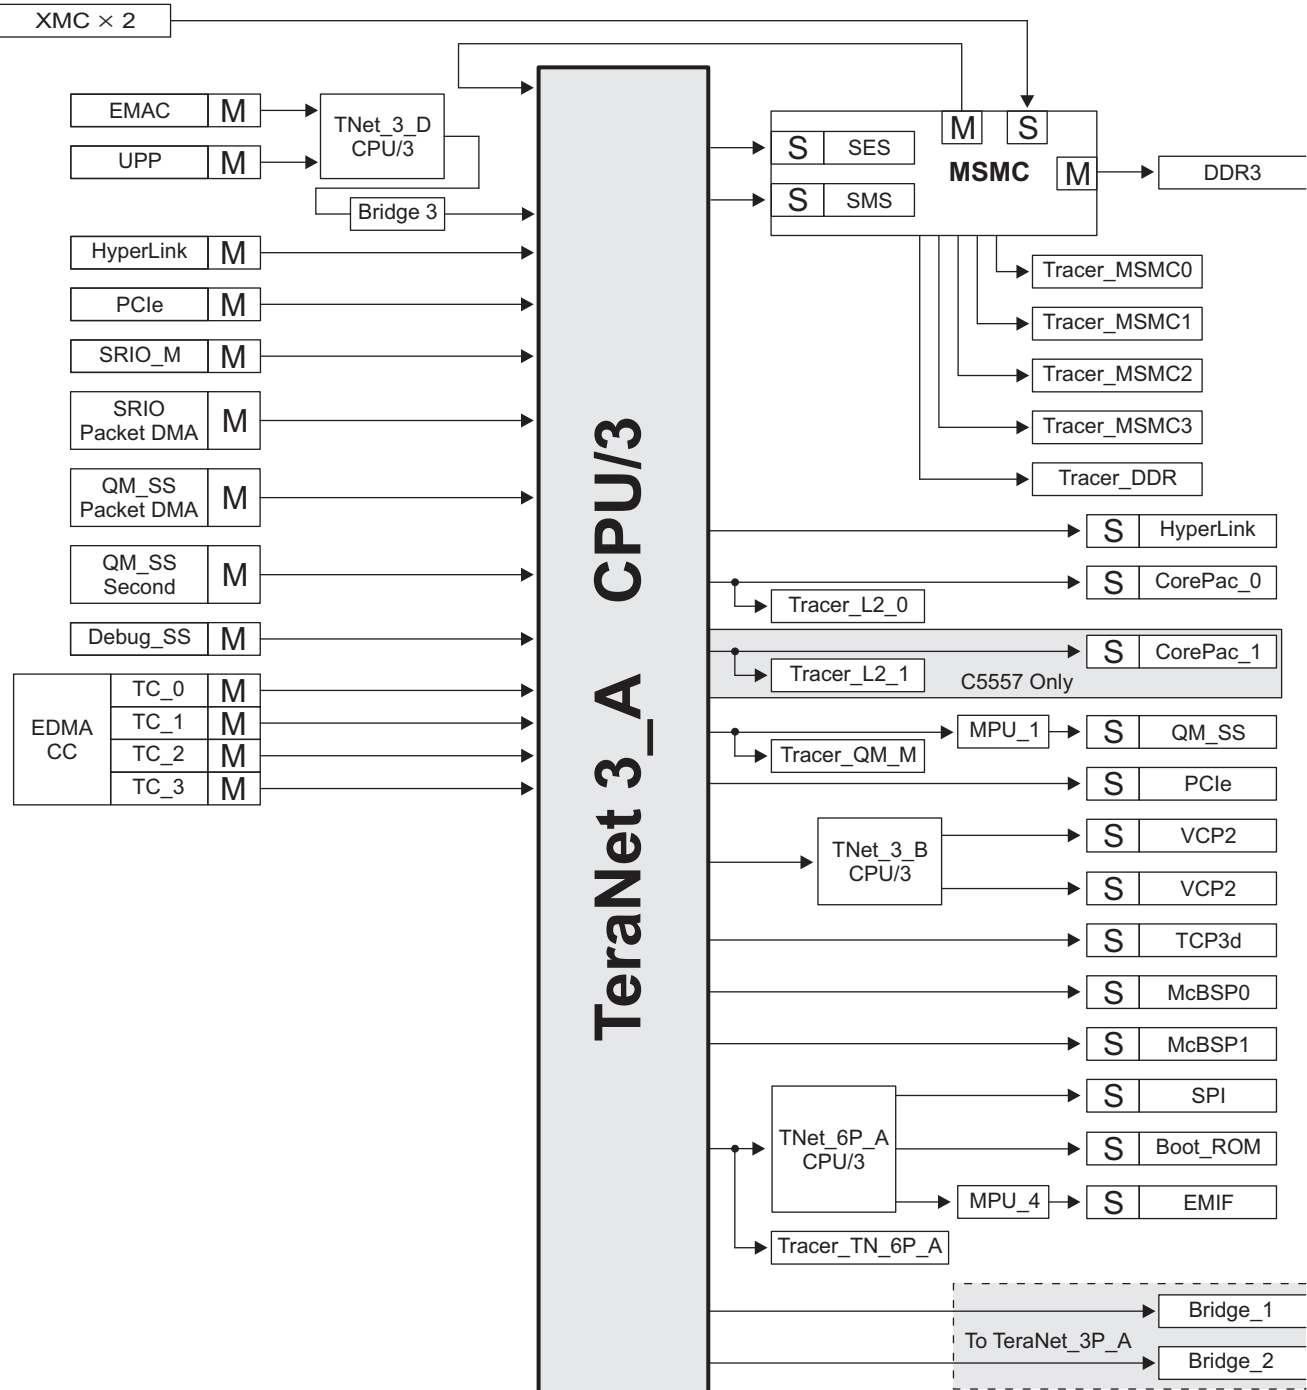 XMC × 2
EMAC M
UPP M
TNet_3_D
CPU/3
Bridge 3
HyperLink M
PCIe M
SRIO_M M
SRIO
Packet DMA M
QM_SS
Packet DMA M
QM_SS
Second M
Debug_SS M
EDMA
CC
TC_0 M
TC_1 M
TC_2 M
TC_3 M
TeraNet 3_A CPU/3
M S
S SES
MSMC M
S SMS
DDR3
Tracer_MSMC0
Tracer_MSMC1
Tracer_MSMC2
Tracer_MSMC3
Tracer_DDR
S HyperLink
S CorePac_0
Tracer_L2_0
S CorePac_1
Tracer_L2_1
C5557 Only
MPU_1 S QM_SS
Tracer_QM_M
S PCIe
TNet_3_B
CPU/3
S VCP2
S VCP2
S TCP3d
S McBSP0
S McBSP1
TNet_6P_A
CPU/3
S SPI
S Boot_ROM
MPU_4 S EMIF
Tracer_TN_6P_A
Bridge_1
To TeraNet_3P_A
Bridge_2